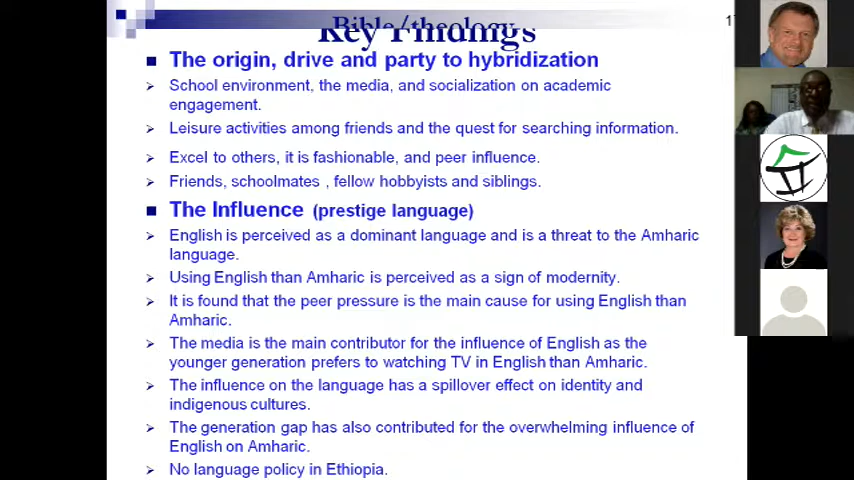 Bible/theology
Key Findings
17
The origin, drive and party to hybridization
School environment, the media, and socialization on academic
engagement.
Leisure activities among friends and the quest for searching information.
Excel to others, it is fashionable, and peer influence.
Friends, schoolmates , fellow hobbyists and siblings.
The Influence (prestige language)
English is perceived as a dominant language and is a threat to the Amharic
language.
Using English than Amharic is perceived as a sign of modernity.
It is found that the peer pressure is the main cause for using English than
Amharic.
The media is the main contributor for the influence of English as the
younger generation prefers to watching TV in English than Amharic.
The influence on the language has a spillover effect on identity and
indigenous cultures.
The generation gap has also contributed for the overwhelming influence of
English on Amharic.
No language policy in Ethiopia.